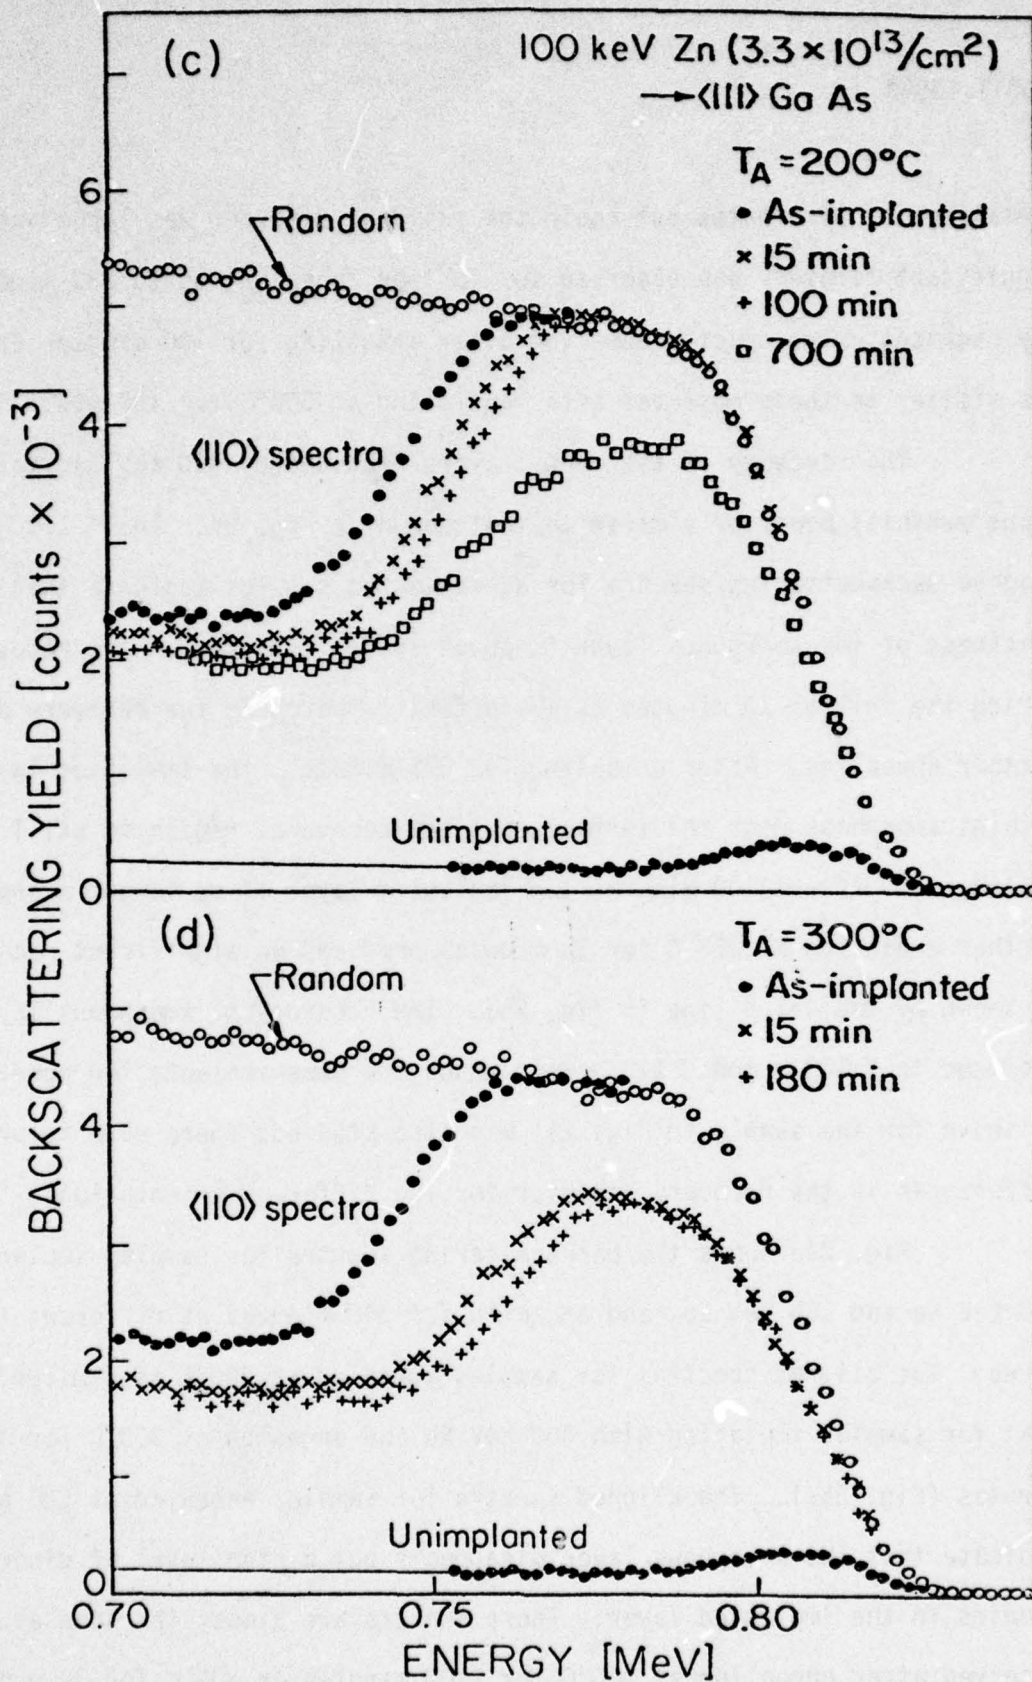 (c)
100 keV Zn (3.3 × 10¹³/cm²)
→⟨111⟩ Ga As
T_A = 200°C
● As-implanted
× 15 min
+ 100 min
□ 700 min
Random
⟨110⟩ spectra
Unimplanted
6
4
2
0
BACKSCATTERING YIELD [counts × 10⁻³]
(d)
T_A = 300°C
● As-implanted
× 15 min
+ 180 min
Random
⟨110⟩ spectra
Unimplanted
4
2
0
0.70 0.75 0.80
ENERGY [MeV]